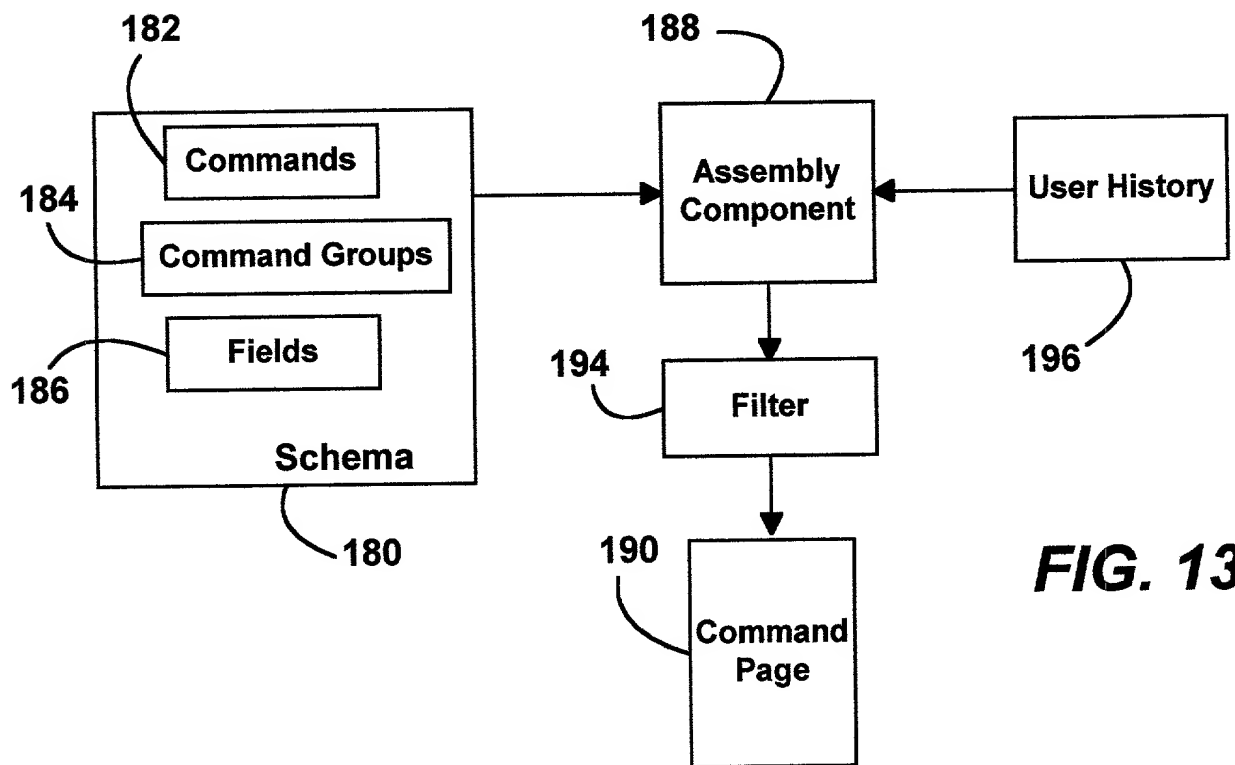 182
188
Commands
Assembly
Component
User History
184
Command Groups
186
Fields
194
196
Filter
Schema
180
190
FIG. 13
Command
Page